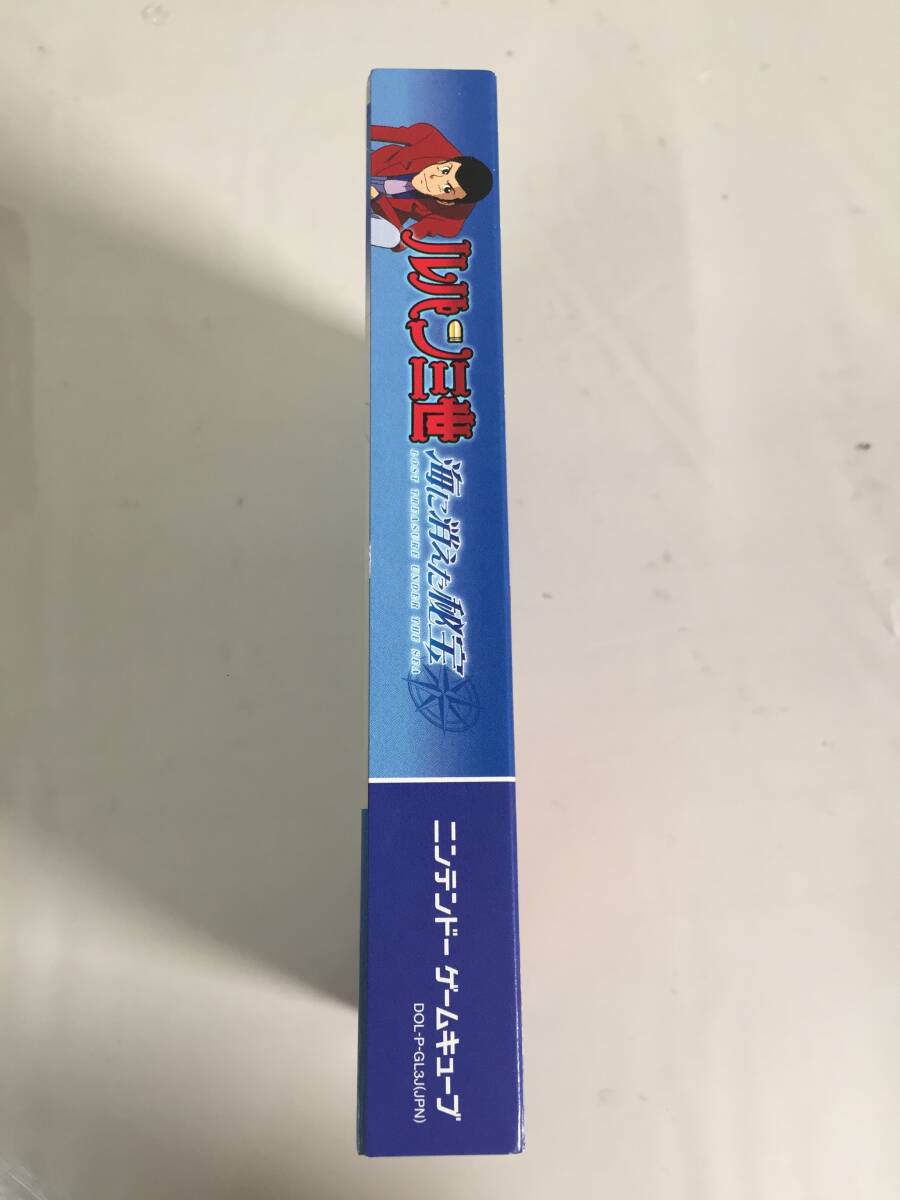 ルパン三世
海に消えた秘宝
LOST TREASURE UNDER THE SEA
ニンテンドー ゲームキューブ
DOL-P-GL3J(JPN)